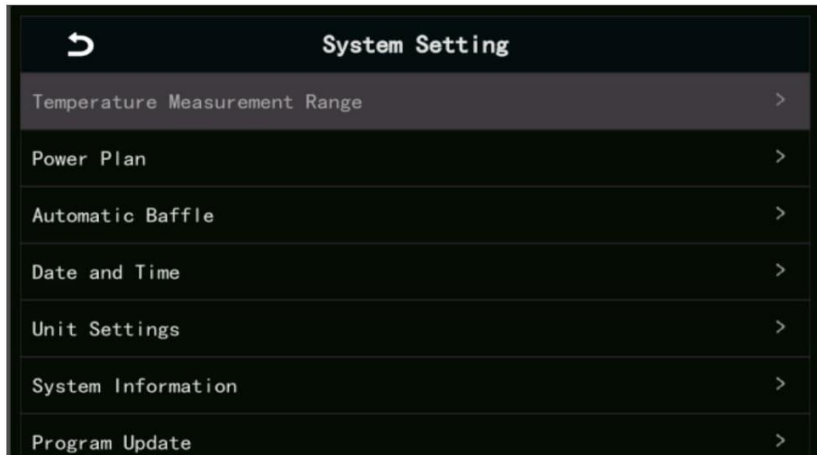 System Setting
Temperature Measurement Range
Power Plan
Automatic Baffle
Date and Time
Unit Settings
System Information
Program Update